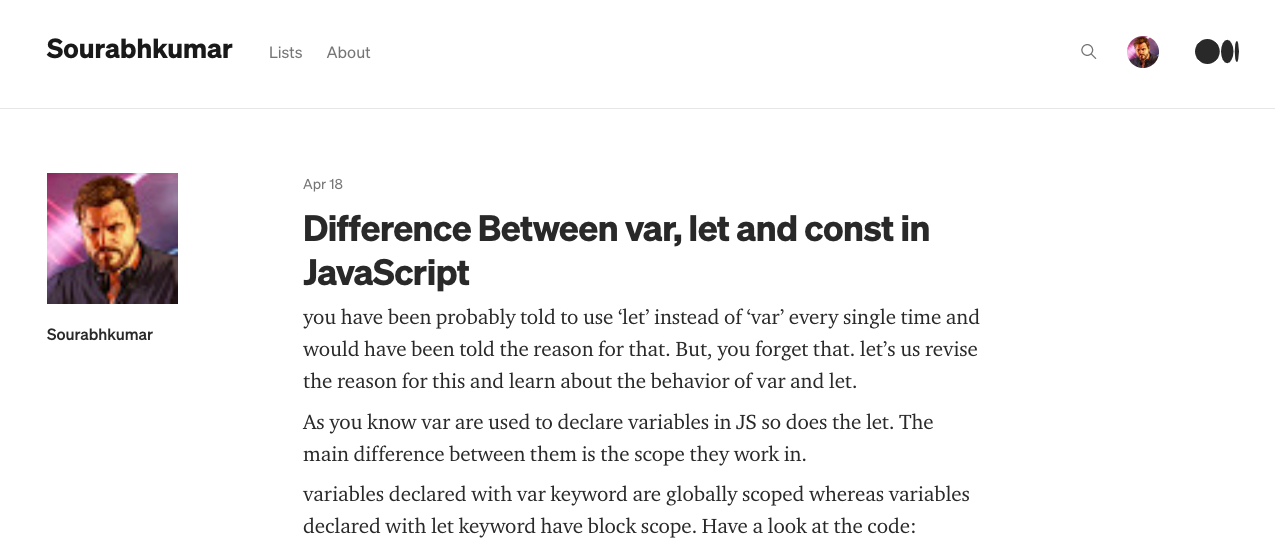 Sourabhkumar
Lists
About
Apr 18
Difference Between var, let and const in
JavaScript
Sourabhkumar
you have been probably told to use ‘let’ instead of ‘var’ every single time and
would have been told the reason for that. But, you forget that. let’s us revise
the reason for this and learn about the behavior of var and let.
As you know var are used to declare variables in JS so does the let. The
main difference between them is the scope they work in.
variables declared with var keyword are globally scoped whereas variables
declared with let keyword have block scope. Have a look at the code: